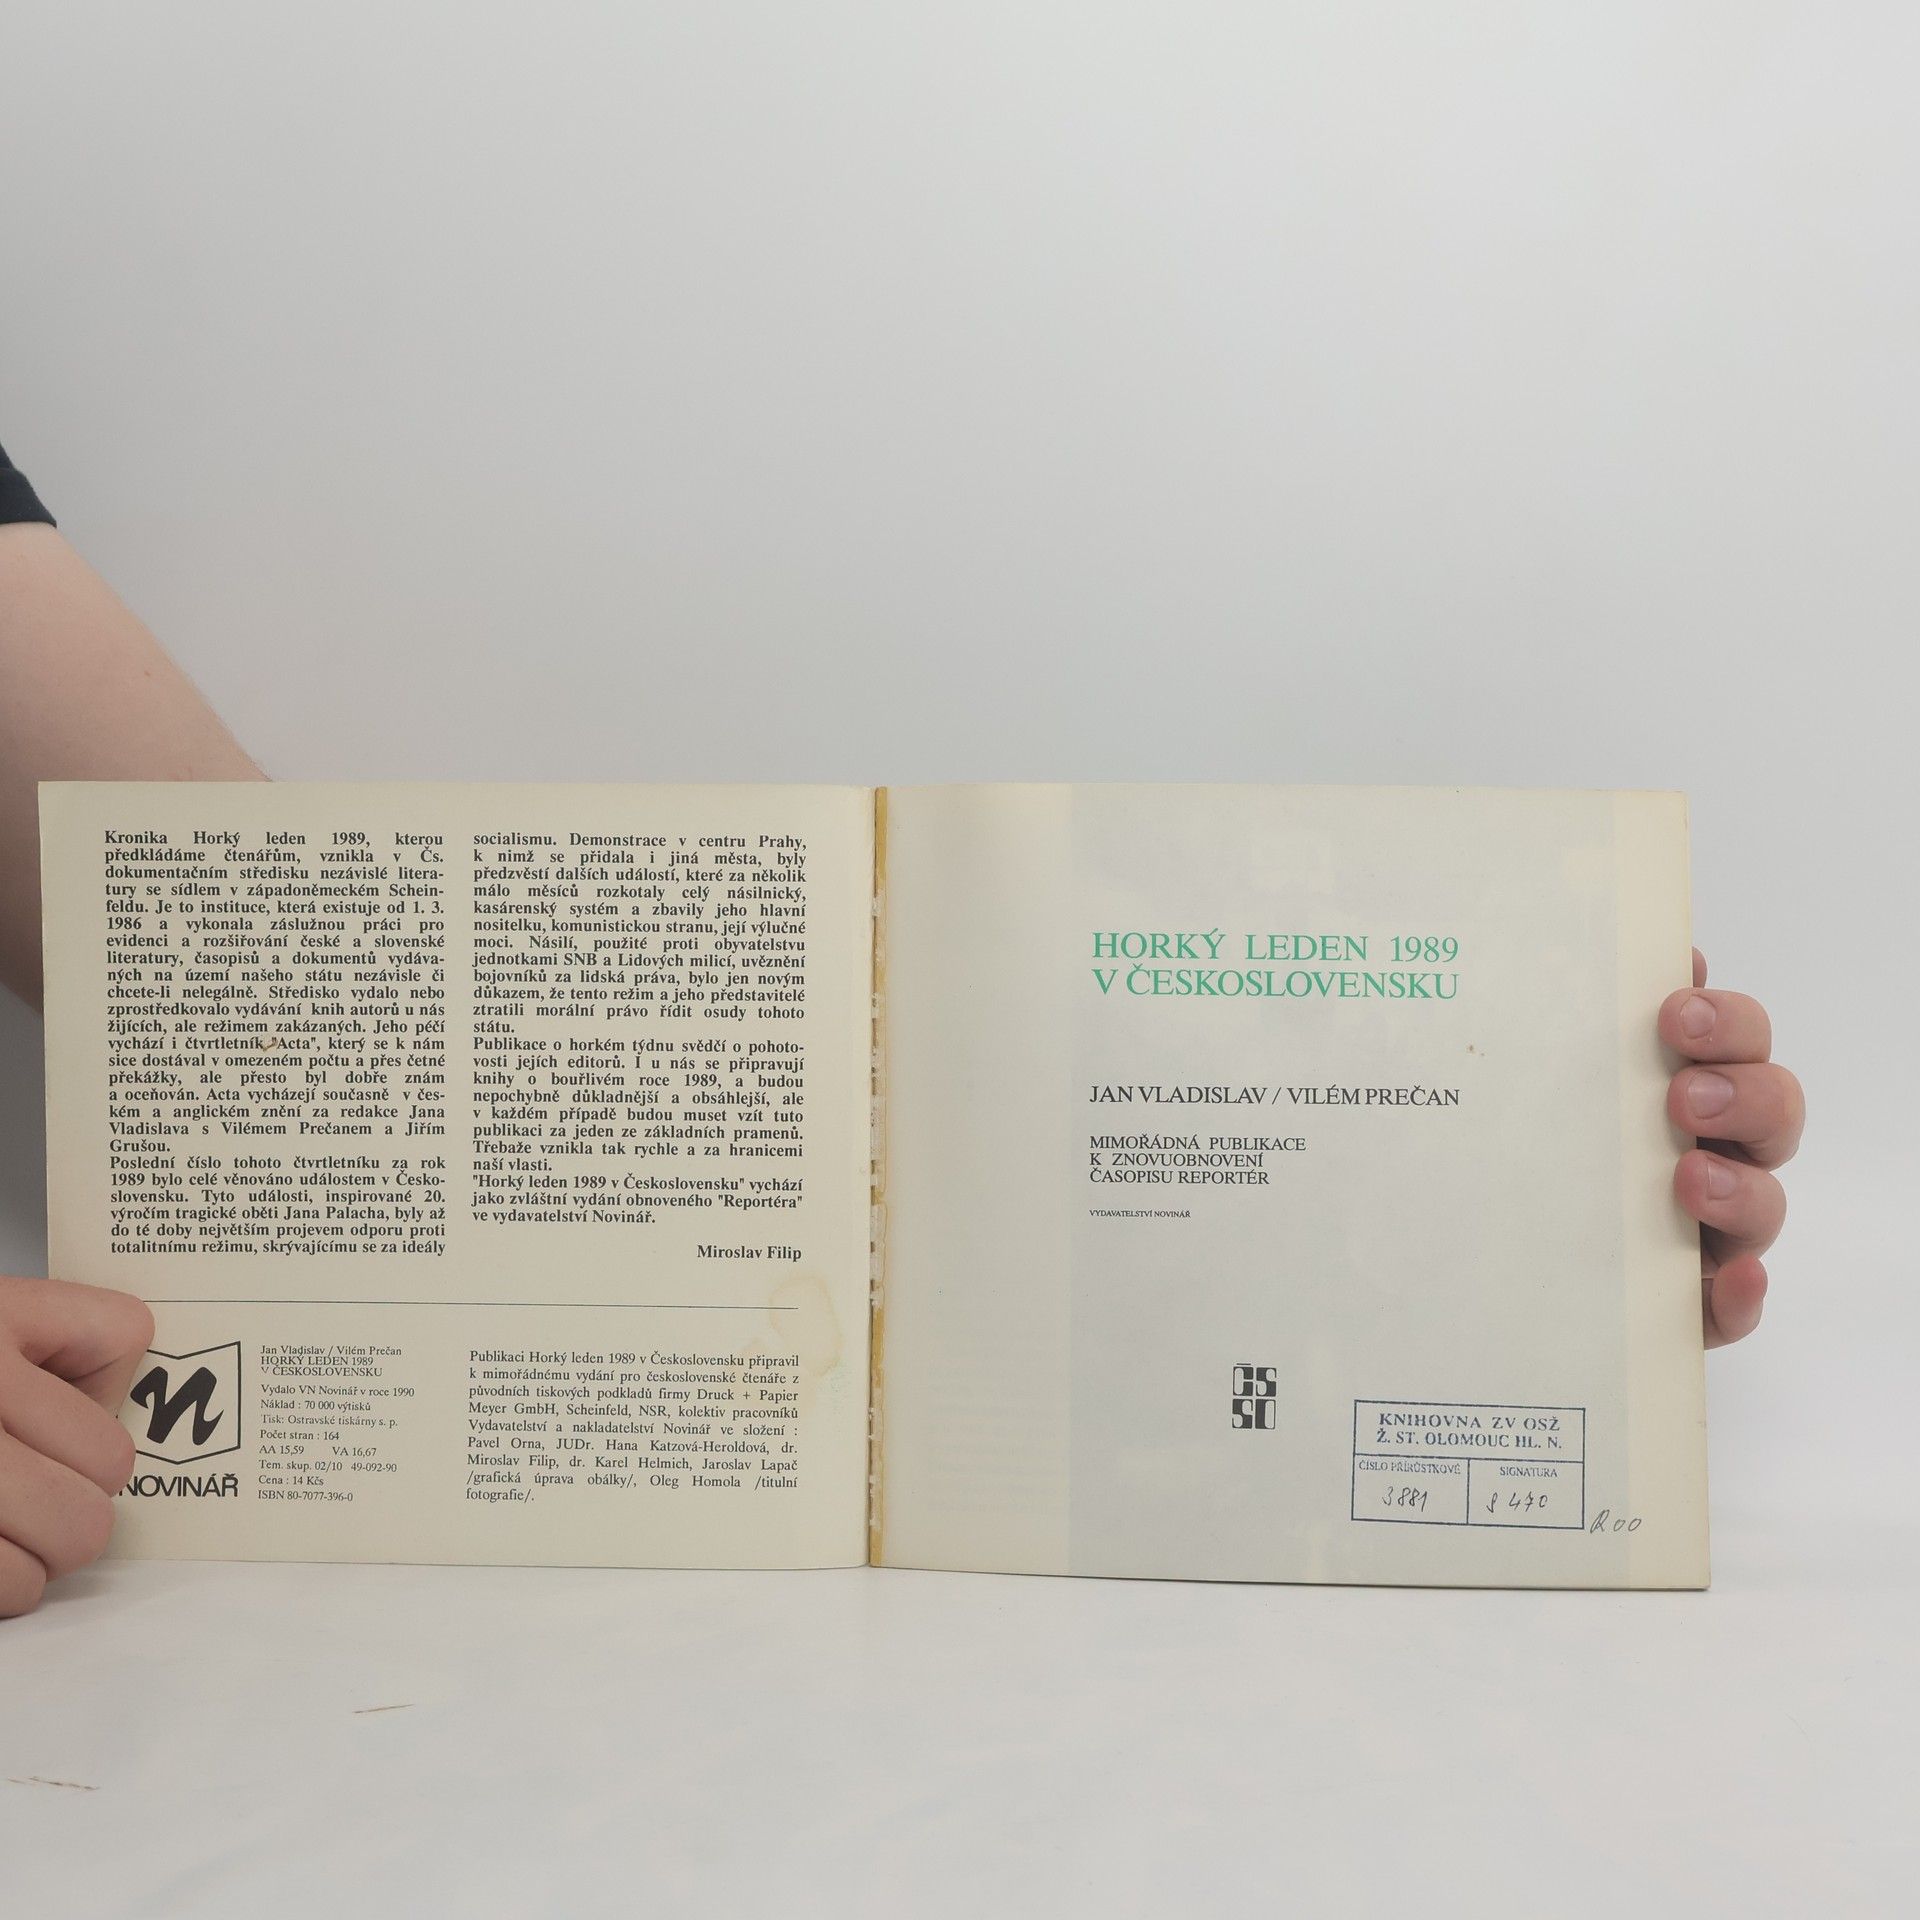 Kronika Horký leden 1989, kterou
předkládáme čtenářům, vznikla v Čs.
dokumentačním středisku nezávislé litera-
tury se sídlem v západoněmeckém Schein-
feldu. Je to instituce, která existuje od 1. 3.
1986 a vykonala záslužnou práci pro
evidenci a rozšiřování české a slovenské
literatury, časopisů a dokumentů vydáva-
ných na území našeho státu nezávisle či
chcete-li nelegálně. Středisko vydalo nebo
zprostředkovalo vydávání knih autorů u nás
žijících, ale režimem zakázaných. Jeho péčí
vychází i čtvrtletník "Acta", který se k nám
sice dostával v omezeném počtu a přes četné
překážky, ale přesto byl dobře znám
a oceňován. Acta vycházejí současně v čes-
kém a anglickém znění za redakce Jana
Vladislava s Vilémem Prečanem a Jiřím
Grušou.
Poslední číslo tohoto čtvrtletníku za rok
1989 bylo celé věnováno událostem v Česko-
slovensku. Tyto události, inspirované 20.
výročím tragické oběti Jana Palacha, byly až
do té doby největším projevem odporu proti
totalitnímu režimu, skrývajícímu se za ideály
socialismu. Demonstrace v centru Prahy,
k nimž se přidala i jiná města, byly
předzvěstí dalších událostí, které za několik
málo měsíců rozkotaly celý násilnický,
kasárenský systém a zbavily jeho hlavní
nositelku, komunistickou stranu, její výlučné
moci. Násilí, použité proti obyvatelstvu
jednotkami SNB a Lidových milicí, uvěznění
bojovníků za lidská práva, bylo jen novým
důkazem, že tento režim a jeho představitelé
ztratili morální právo řídit osudy tohoto
státu.
Publikace o horkém týdnu svědčí o pohoto-
vosti jejích editorů. I u nás se připravují
knihy o bouřlivém roce 1989, a budou
nepochybně důkladnější a obsáhlejší, ale
v každém případě budou muset vzít tuto
publikaci za jeden ze základních pramenů.
Třebaže vznikla tak rychle a za hranicemi
naší vlasti.
"Horký leden 1989 v Československu" vychází
jako zvláštní vydání obnoveného "Reportéra"
ve vydavatelství Novinář.
Miroslav Filip
n
NOVINÁŘ
Jan Vladislav / Vilém Prečan
HORKÝ LEDEN 1989
V ČESKOSLOVENSKU
Vydalo VN Novinář v roce 1990
Náklad : 70 000 výtisků
Tisk: Ostravské tiskárny s. p.
Počet stran : 164
AA 15,59 VA 16,67
Tem. skup. 02/10 49-092-90
Cena : 14 Kčs
ISBN 80-7077-396-0
Publikaci Horký leden 1989 v Československu připravil
k mimořádnému vydání pro československé čtenáře z
původních tiskových podkladů firmy Druck + Papier
Meyer GmbH, Scheinfeld, NSR, kolektiv pracovníků
Vydavatelství a nakladatelství Novinář ve složení :
Pavel Orna, JUDr. Hana Katzová-Heroldová, dr.
Miroslav Filip, dr. Karel Helmich, Jaroslav Lapač
/grafická úprava obálky/, Oleg Homola /titulní
fotografie/.
HORKÝ LEDEN 1989
V ČESKOSLOVENSKU
JAN VLADISLAV / VILÉM PREČAN
MIMOŘÁDNÁ PUBLIKACE
K ZNOVUOBNOVENÍ
ČASOPISU REPORTÉR
VYDAVATELSTVÍ NOVINÁŘ
ČS
SD
KNIHOVNA ZV OSŽ
Ž. ST. OLOMOUC HL. N.
ČÍSLO PŘÍRŮSTKOVÉ SIGNATURA
3881 470